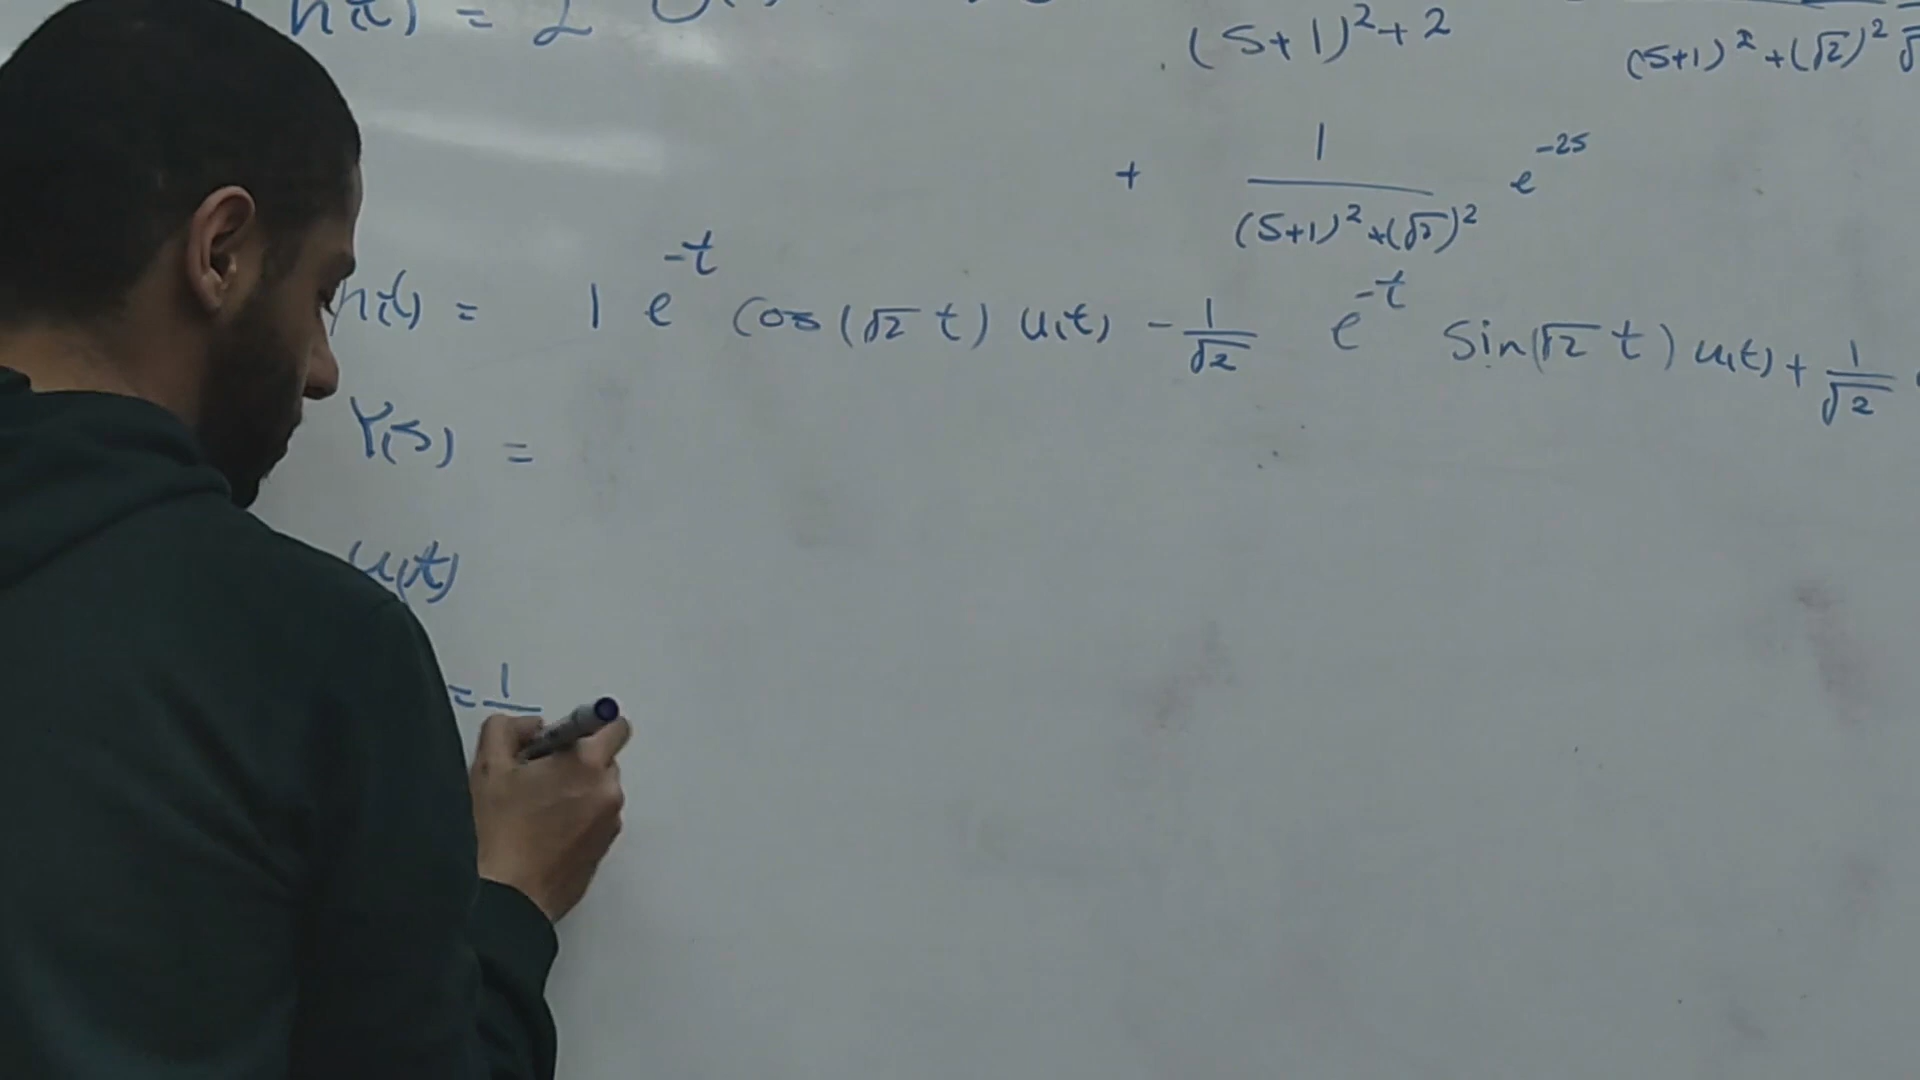 h(t) = L
(S+1)²+2
(S+1)²+(√2)²
+ 1/((S+1)²+(√2)²) e^(-2s)
h(t) = 1 e^(-t) Cos(√2 t) u(t) - 1/√2 e^(-t) Sin(√2 t) u(t) + 1/√2
Y(s) =
u(t)
= 1